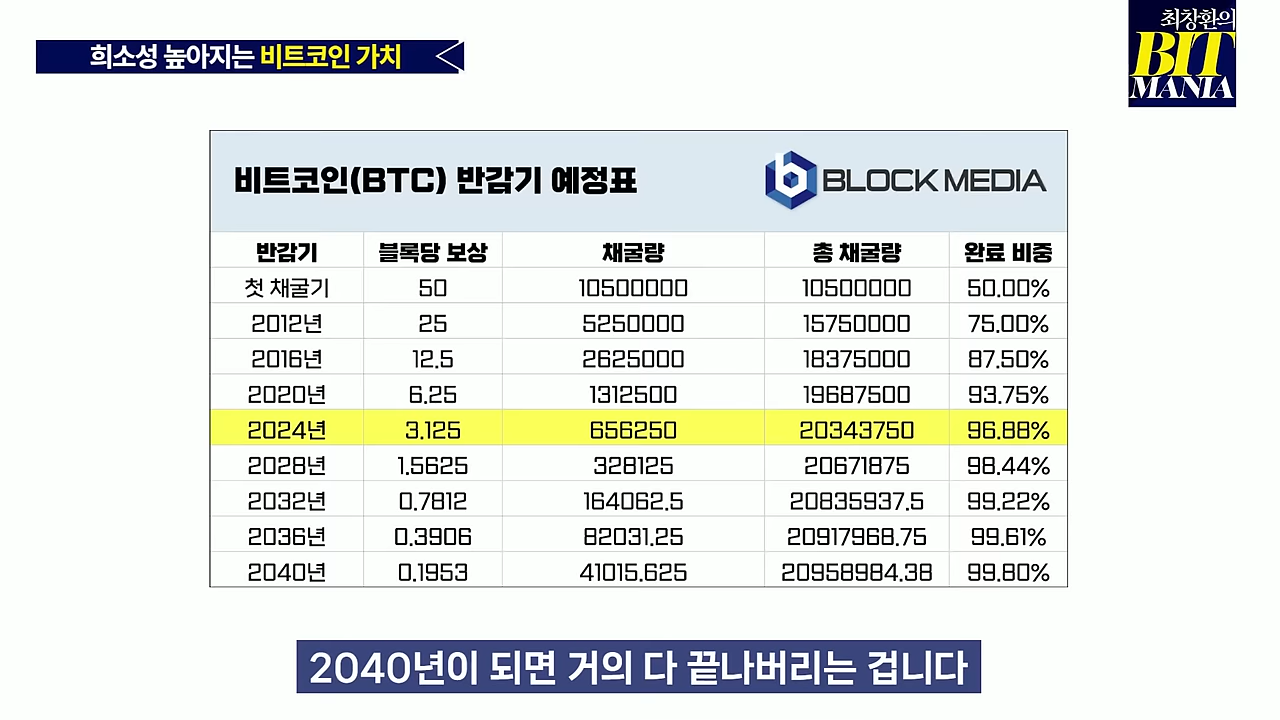 희소성 높아지는 비트코인 가치
최창환의
BIT
MANIA
비트코인(BTC) 반감기 예정표
BLOCK MEDIA
반감기 블록당 보상 채굴량 총 채굴량 완료 비중
첫 채굴기 50 10500000 10500000 50.00%
2012년 25 5250000 15750000 75.00%
2016년 12.5 2625000 18375000 87.50%
2020년 6.25 1312500 19687500 93.75%
2024년 3.125 656250 20343750 96.88%
2028년 1.5625 328125 20671875 98.44%
2032년 0.7812 164062.5 20835937.5 99.22%
2036년 0.3906 82031.25 20917968.75 99.61%
2040년 0.1953 41015.625 20958984.38 99.80%
2040년이 되면 거의 다 끝나버리는 겁니다